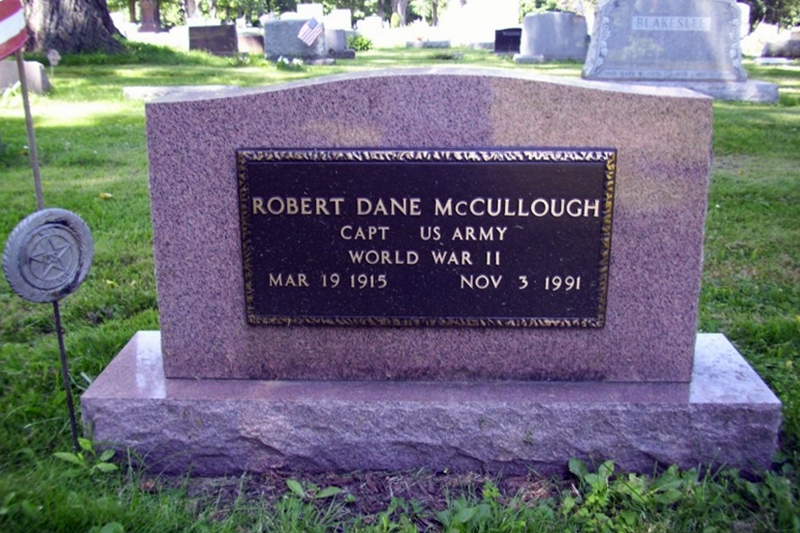 BLAKESLEE
ROBERT DANE McCULLOUGH
CAPT US ARMY
WORLD WAR II
MAR 19 1915 NOV 3 1991